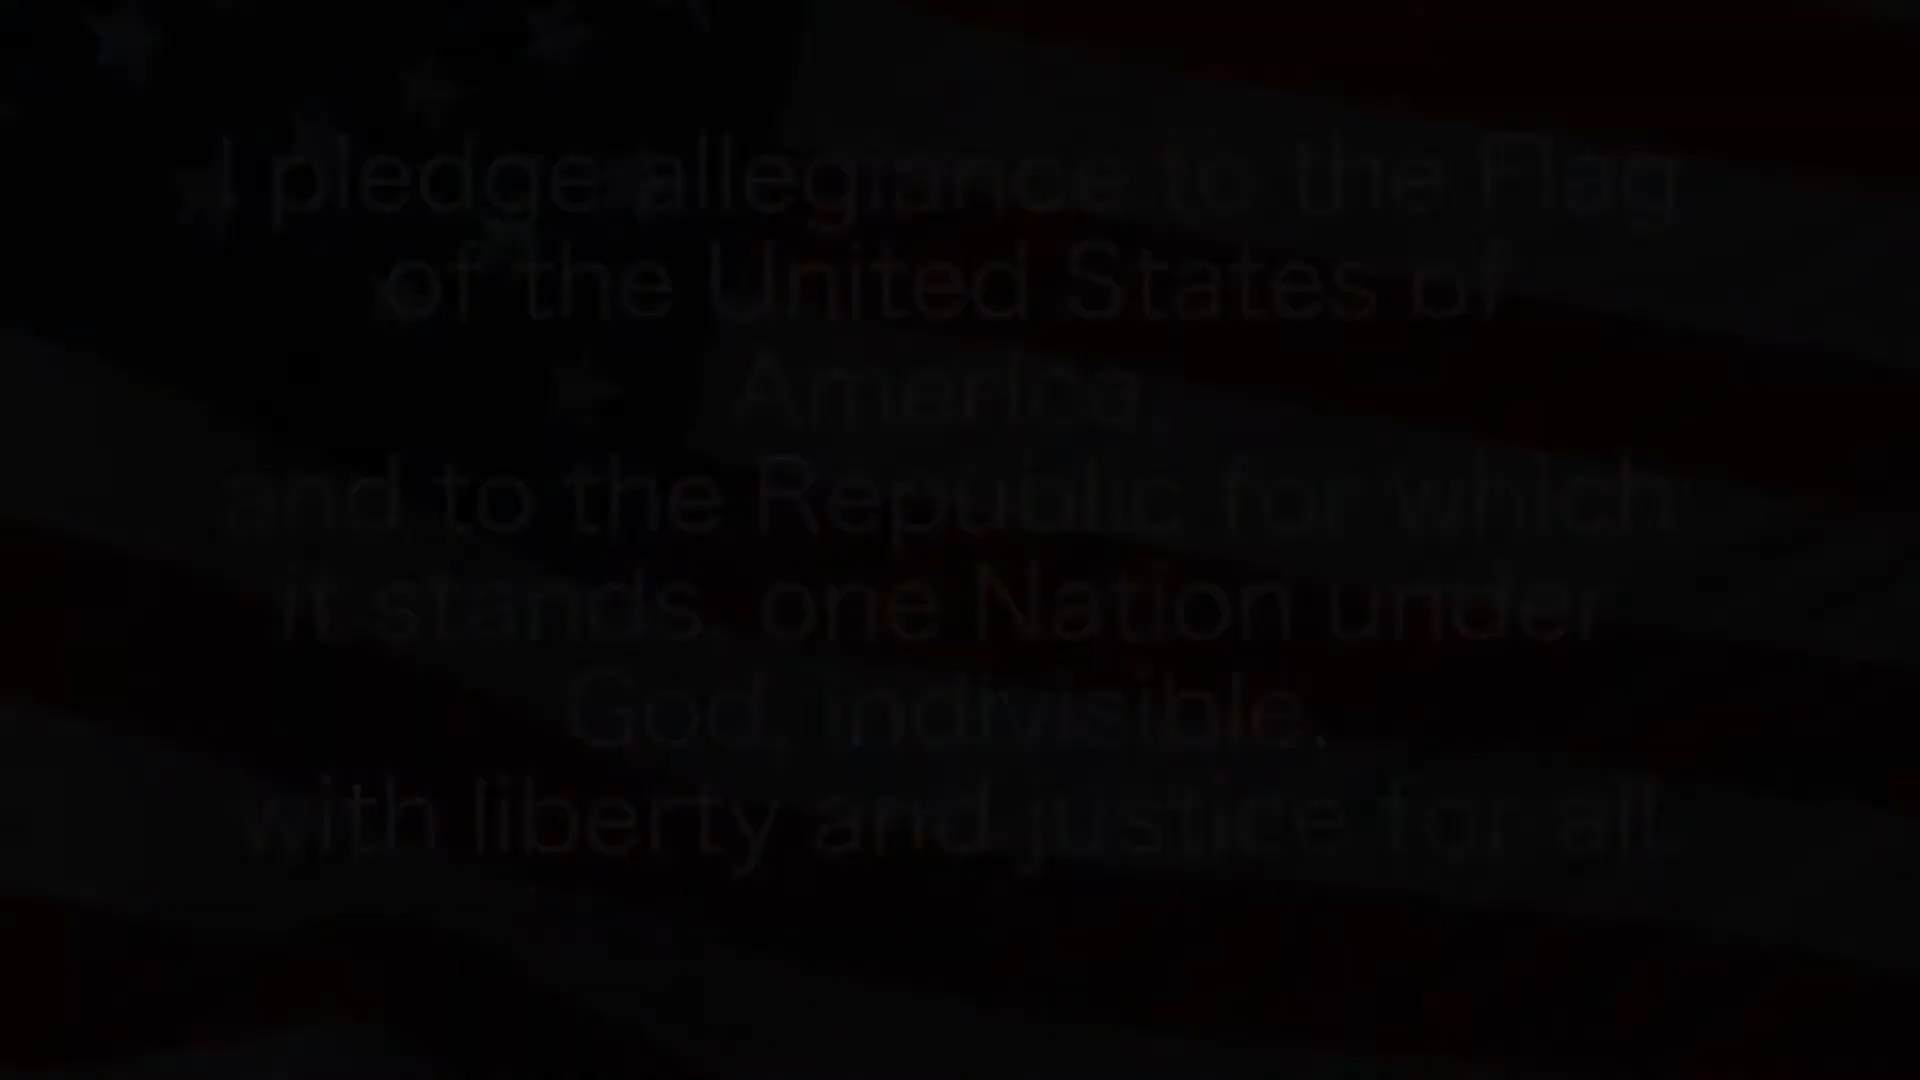 I pledge allegiance to the Flag
of the United States of
America,
and to the Republic for which
it stands, one Nation under
God, indivisible,
with liberty and justice for all.